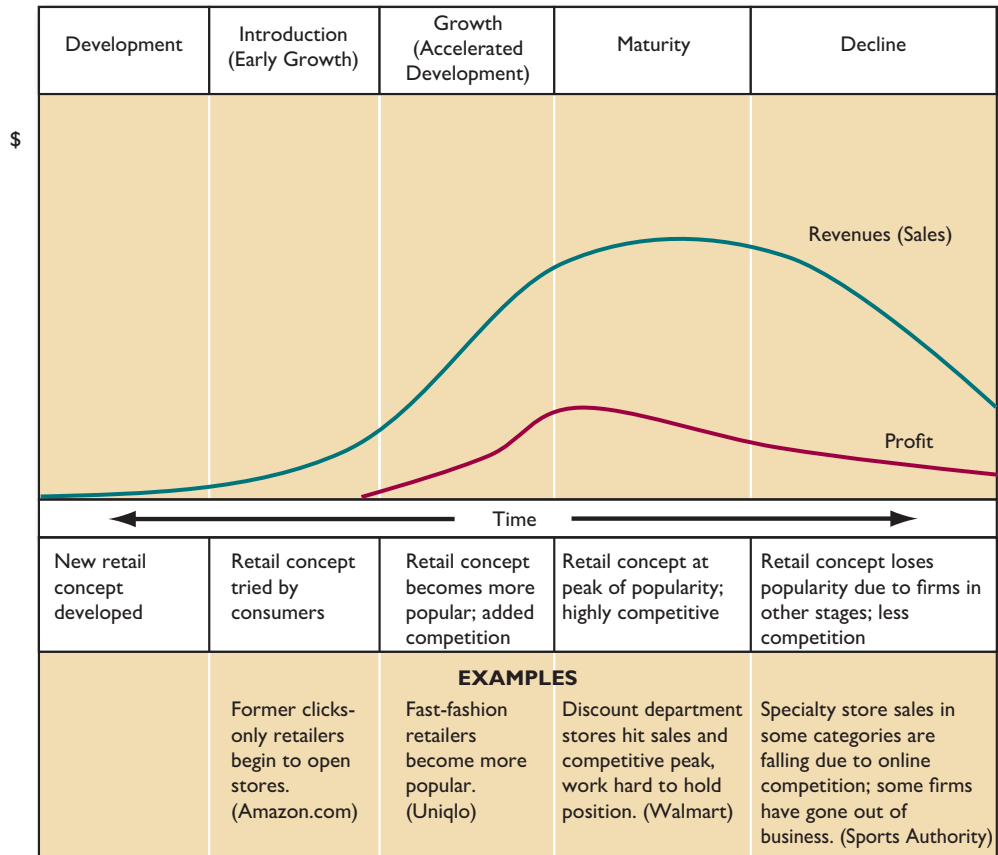 Development
Introduction
(Early Growth)
Growth
(Accelerated
Development)
Maturity
Decline
$
Revenues (Sales)
Profit
Time
New retail
concept
developed
Retail concept
tried by
consumers
Retail concept
becomes more
popular; added
competition
Retail concept at
peak of popularity;
highly competitive
Retail concept loses
popularity due to firms in
other stages; less
competition
EXAMPLES
Former clicks-
only retailers
begin to open
stores.
(Amazon.com)
Fast-fashion
retailers
become more
popular.
(Uniqlo)
Discount department
stores hit sales and
competitive peak,
work hard to hold
position. (Walmart)
Specialty store sales in
some categories are
falling due to online
competition; some firms
have gone out of
business. (Sports Authority)